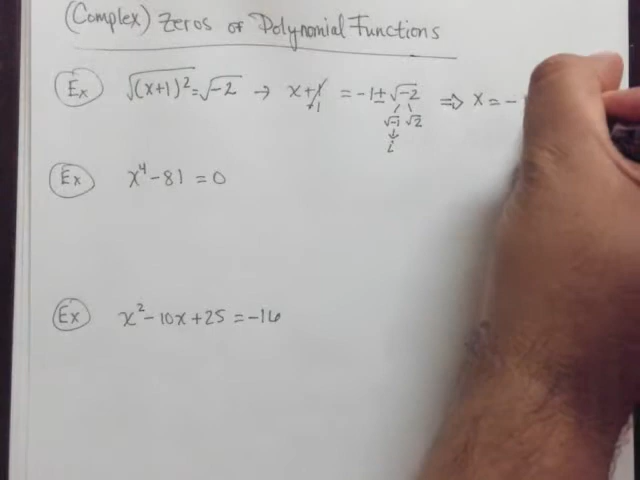 (Complex) Zeros of Polynomial Functions
Ex √(x+1)² = √-2 → x+1 = -1 ± √-2 ⇒ x = -
-1 √-1 √2
↓
i
Ex x⁴ - 81 = 0
Ex x² - 10x + 25 = -16